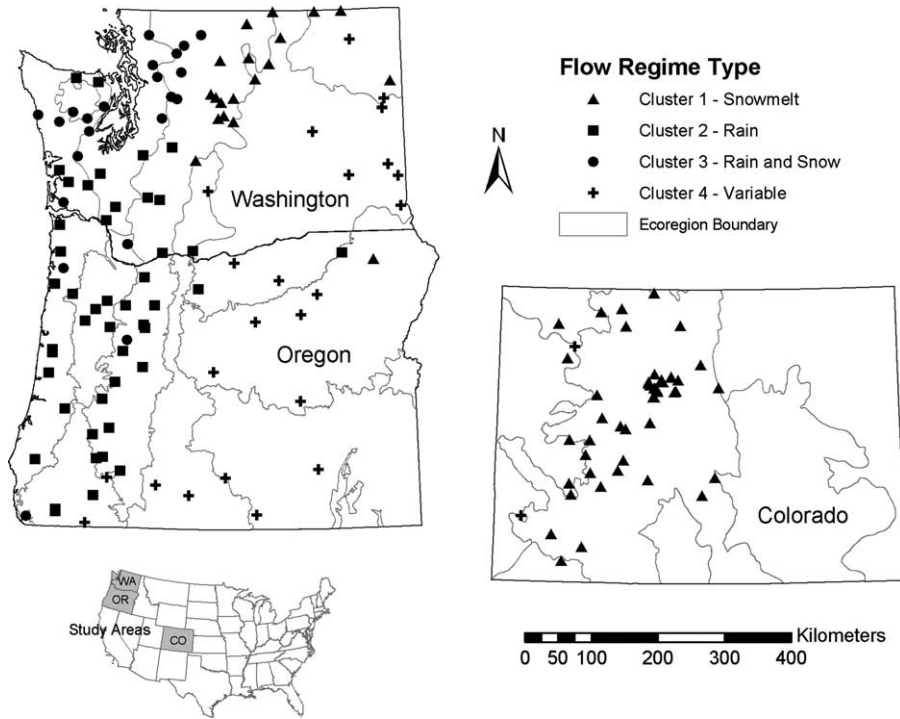 Flow Regime Type
Cluster 1 - Snowmelt
Cluster 2 - Rain
Cluster 3 - Rain and Snow
Cluster 4 - Variable
Ecoregion Boundary
N
Washington
Oregon
Colorado
WA
OR
Study Areas
CO
Kilometers
0 50 100 200 300 400